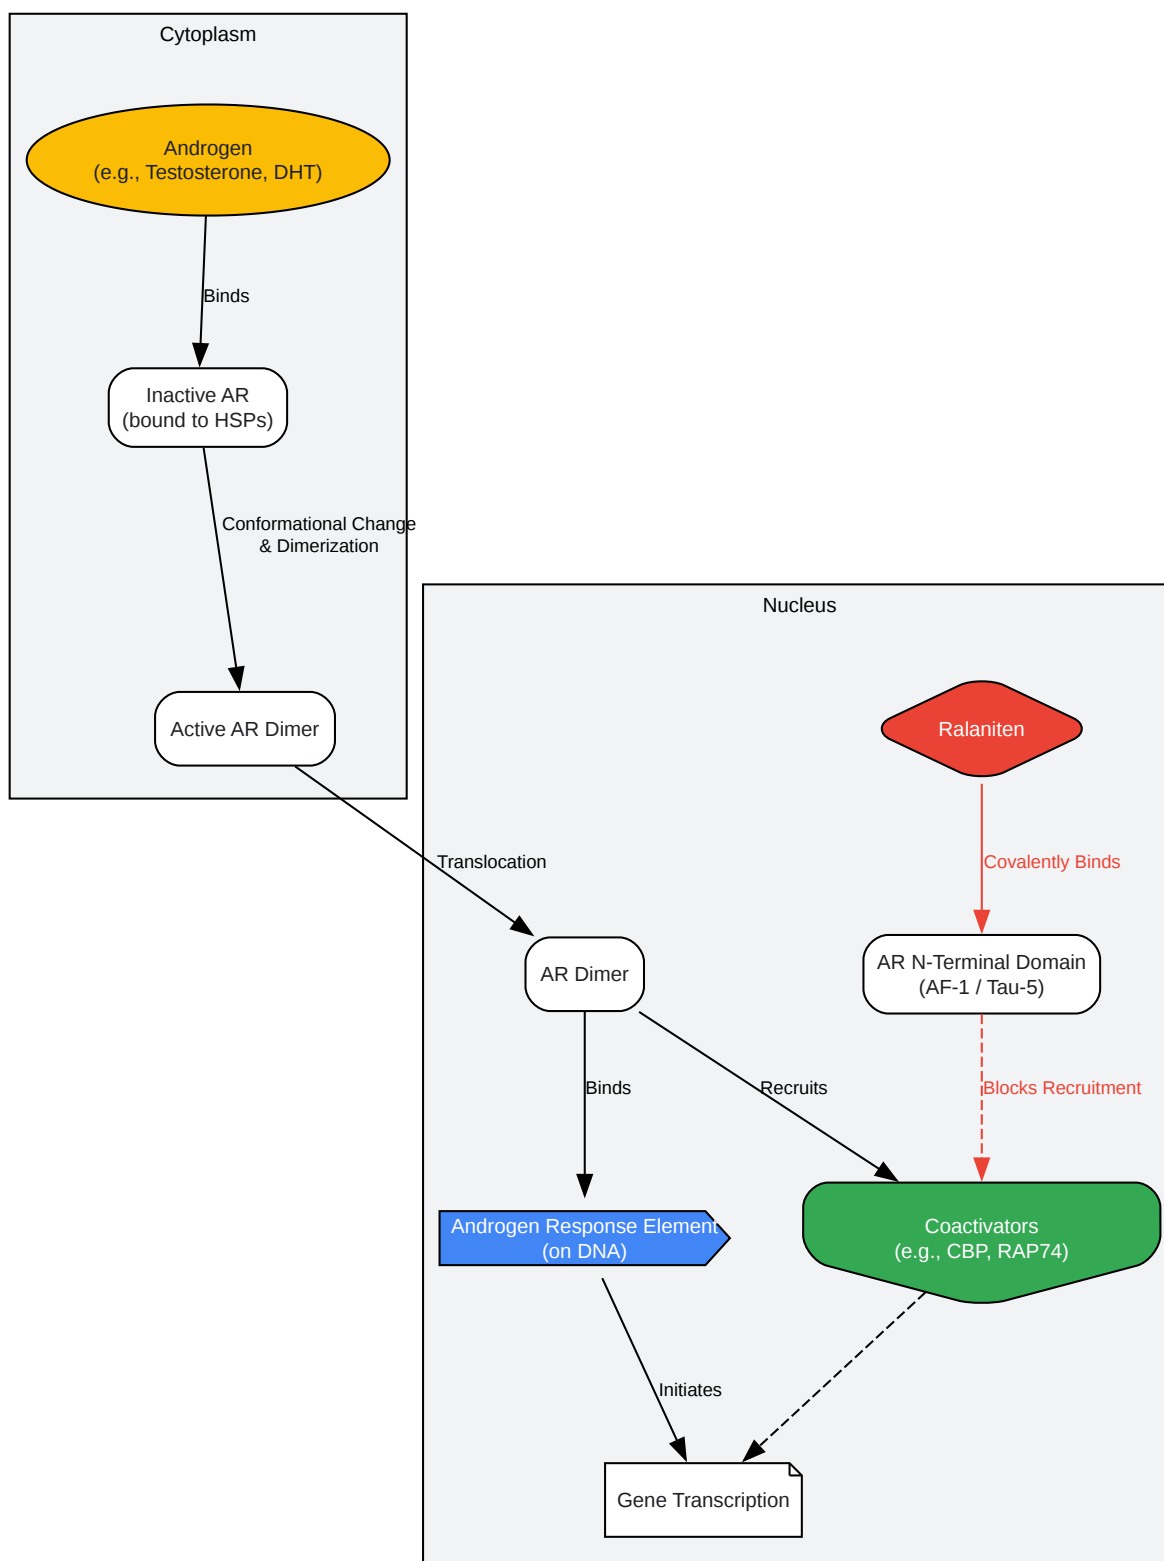 Cytoplasm
Androgen
(e.g., Testosterone, DHT)
Binds
Inactive AR
(bound to HSPs)
Conformational Change
& Dimerization
Active AR Dimer
Nucleus
Ralaniten
Translocation
Covalently Binds
AR Dimer
AR N-Terminal Domain
(AF-1 / Tau-5)
Binds
Recruits
Blocks Recruitment
Androgen Response Element
(on DNA)
Coactivators
(e.g., CBP, RAP74)
Initiates
Gene Transcription